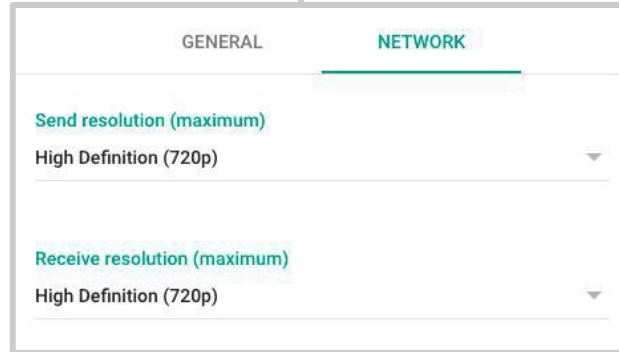 GENERAL NETWORK
Send resolution (maximum)
High Definition (720p)
Receive resolution (maximum)
High Definition (720p)